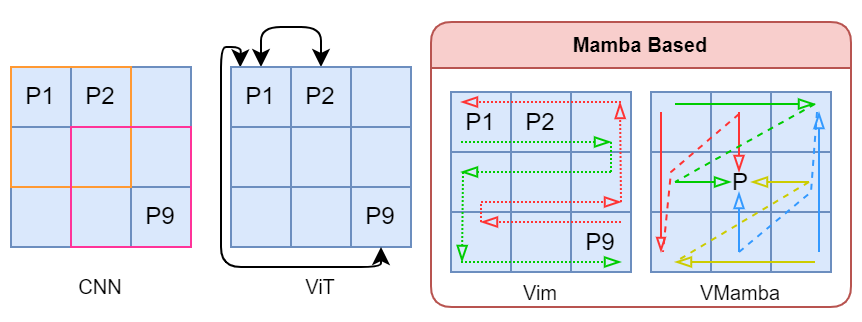 Mamba Based
P1 P2
P9
CNN
P1 P2
P9
ViT
P1 P2
P9
Vim
P
VMamba